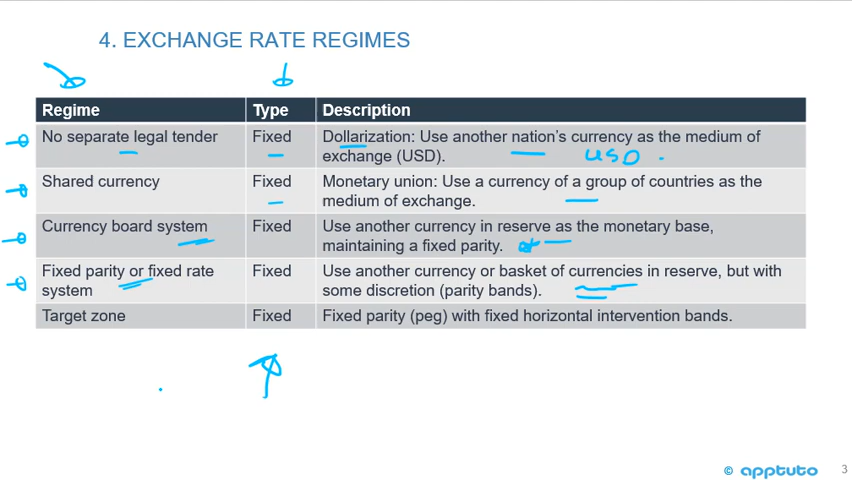 4. EXCHANGE RATE REGIMES
Regime Type Description
No separate legal tender Fixed Dollarization: Use another nation's currency as the medium of
exchange (USD). USD
Shared currency Fixed Monetary union: Use a currency of a group of countries as the
medium of exchange.
Currency board system Fixed Use another currency in reserve as the monetary base,
maintaining a fixed parity.
Fixed parity or fixed rate Fixed Use another currency or basket of currencies in reserve, but with
system some discretion (parity bands).
Target zone Fixed Fixed parity (peg) with fixed horizontal intervention bands.
© apptuto 3